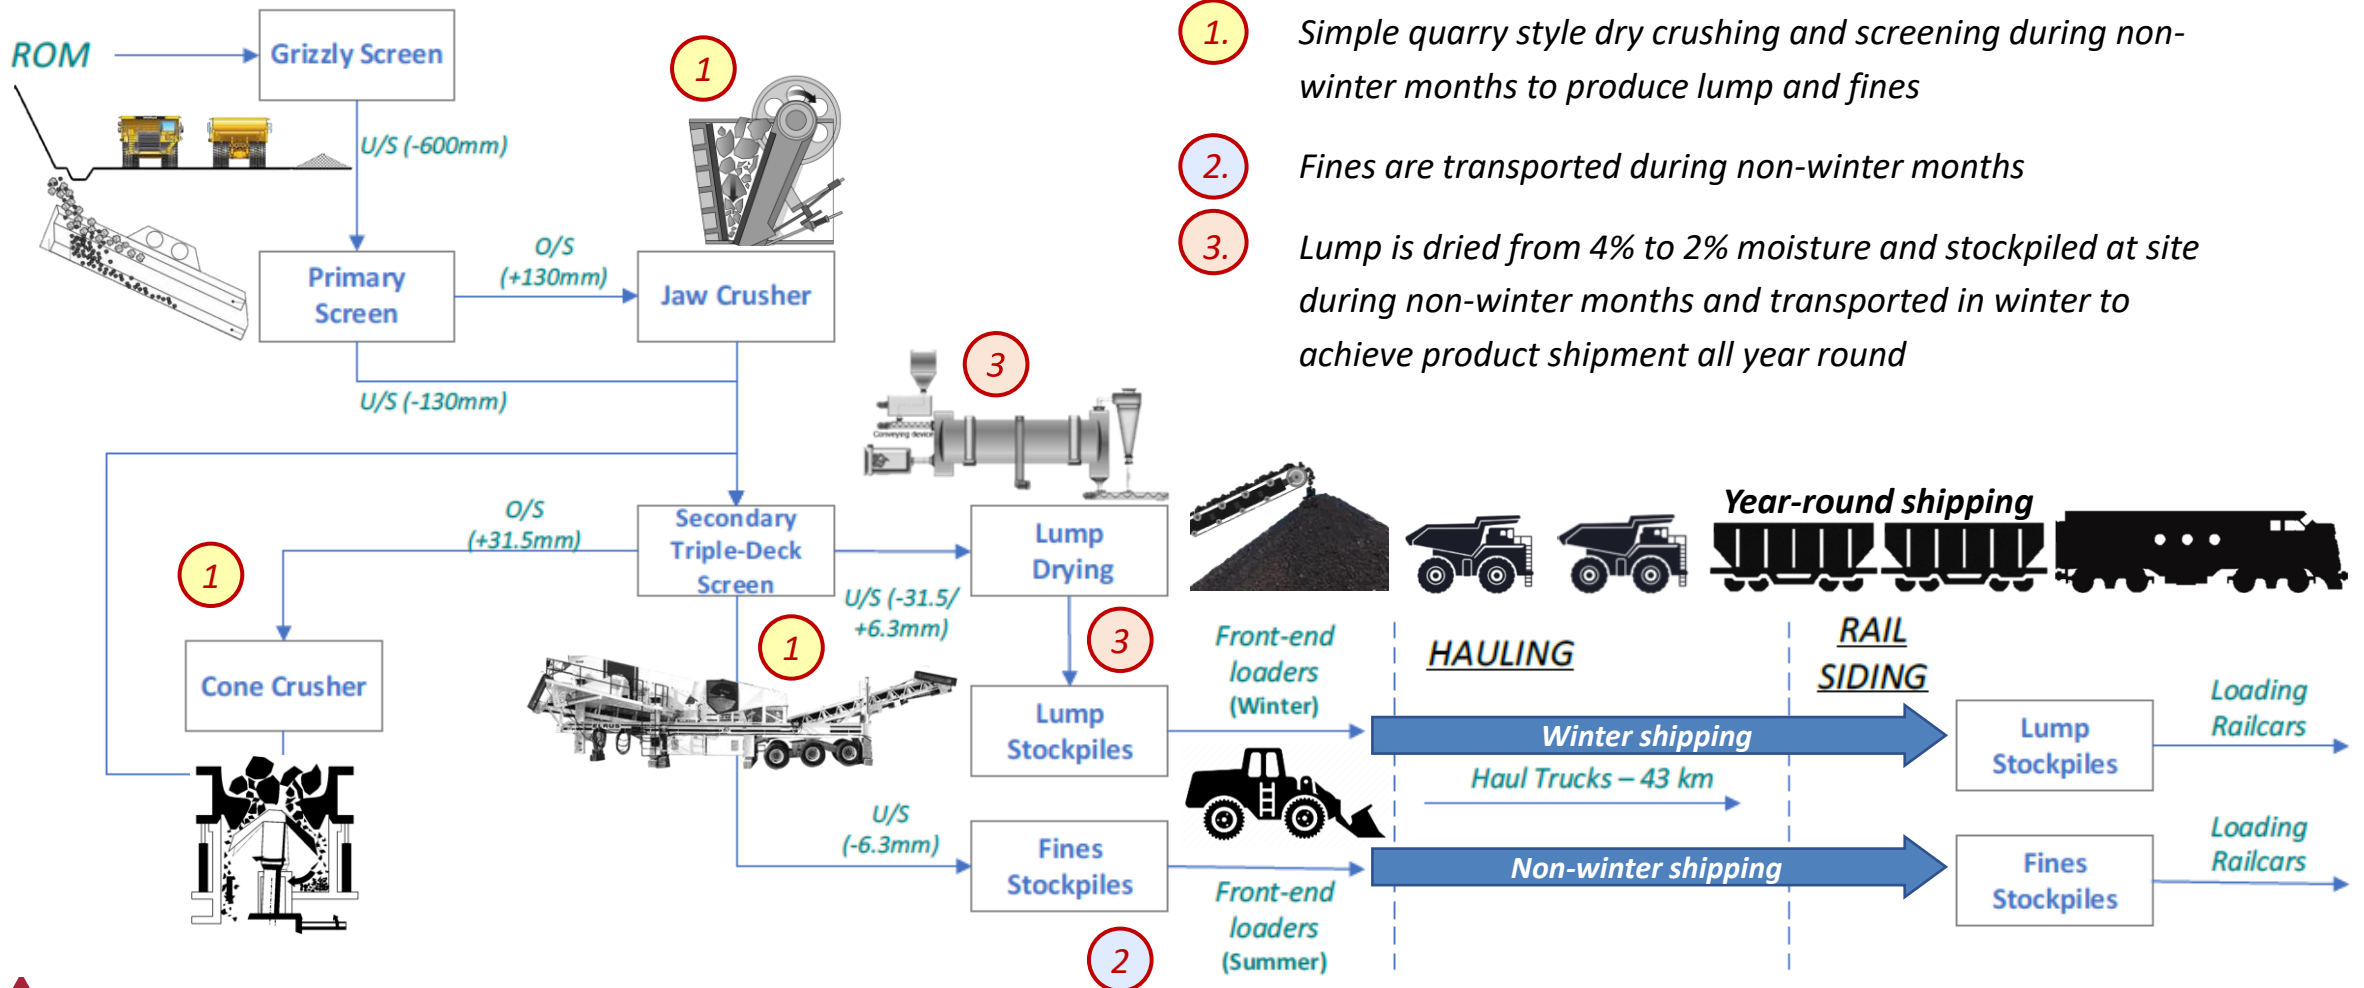 ROM
Grizzly Screen
U/S (-600mm)
1
Primary
Screen
O/S
(+130mm)
Jaw Crusher
U/S (-130mm)
1.
Simple quarry style dry crushing and screening during non-
winter months to produce lump and fines
2.
Fines are transported during non-winter months
3.
Lump is dried from 4% to 2% moisture and stockpiled at site
during non-winter months and transported in winter to
achieve product shipment all year round
3
Conveying device
O/S
(+31.5mm)
Secondary
Triple-Deck
Screen
Lump
Drying
U/S (-31.5/
+6.3mm)
1
Cone Crusher
1
ELRUS
3
Lump
Stockpiles
U/S
(-6.3mm)
Fines
Stockpiles
2
Year-round shipping
Front-end
loaders
(Winter)
HAULING
RAIL
SIDING
Winter shipping
Haul Trucks – 43 km
Lump
Stockpiles
Loading
Railcars
Non-winter shipping
Front-end
loaders
(Summer)
Fines
Stockpiles
Loading
Railcars